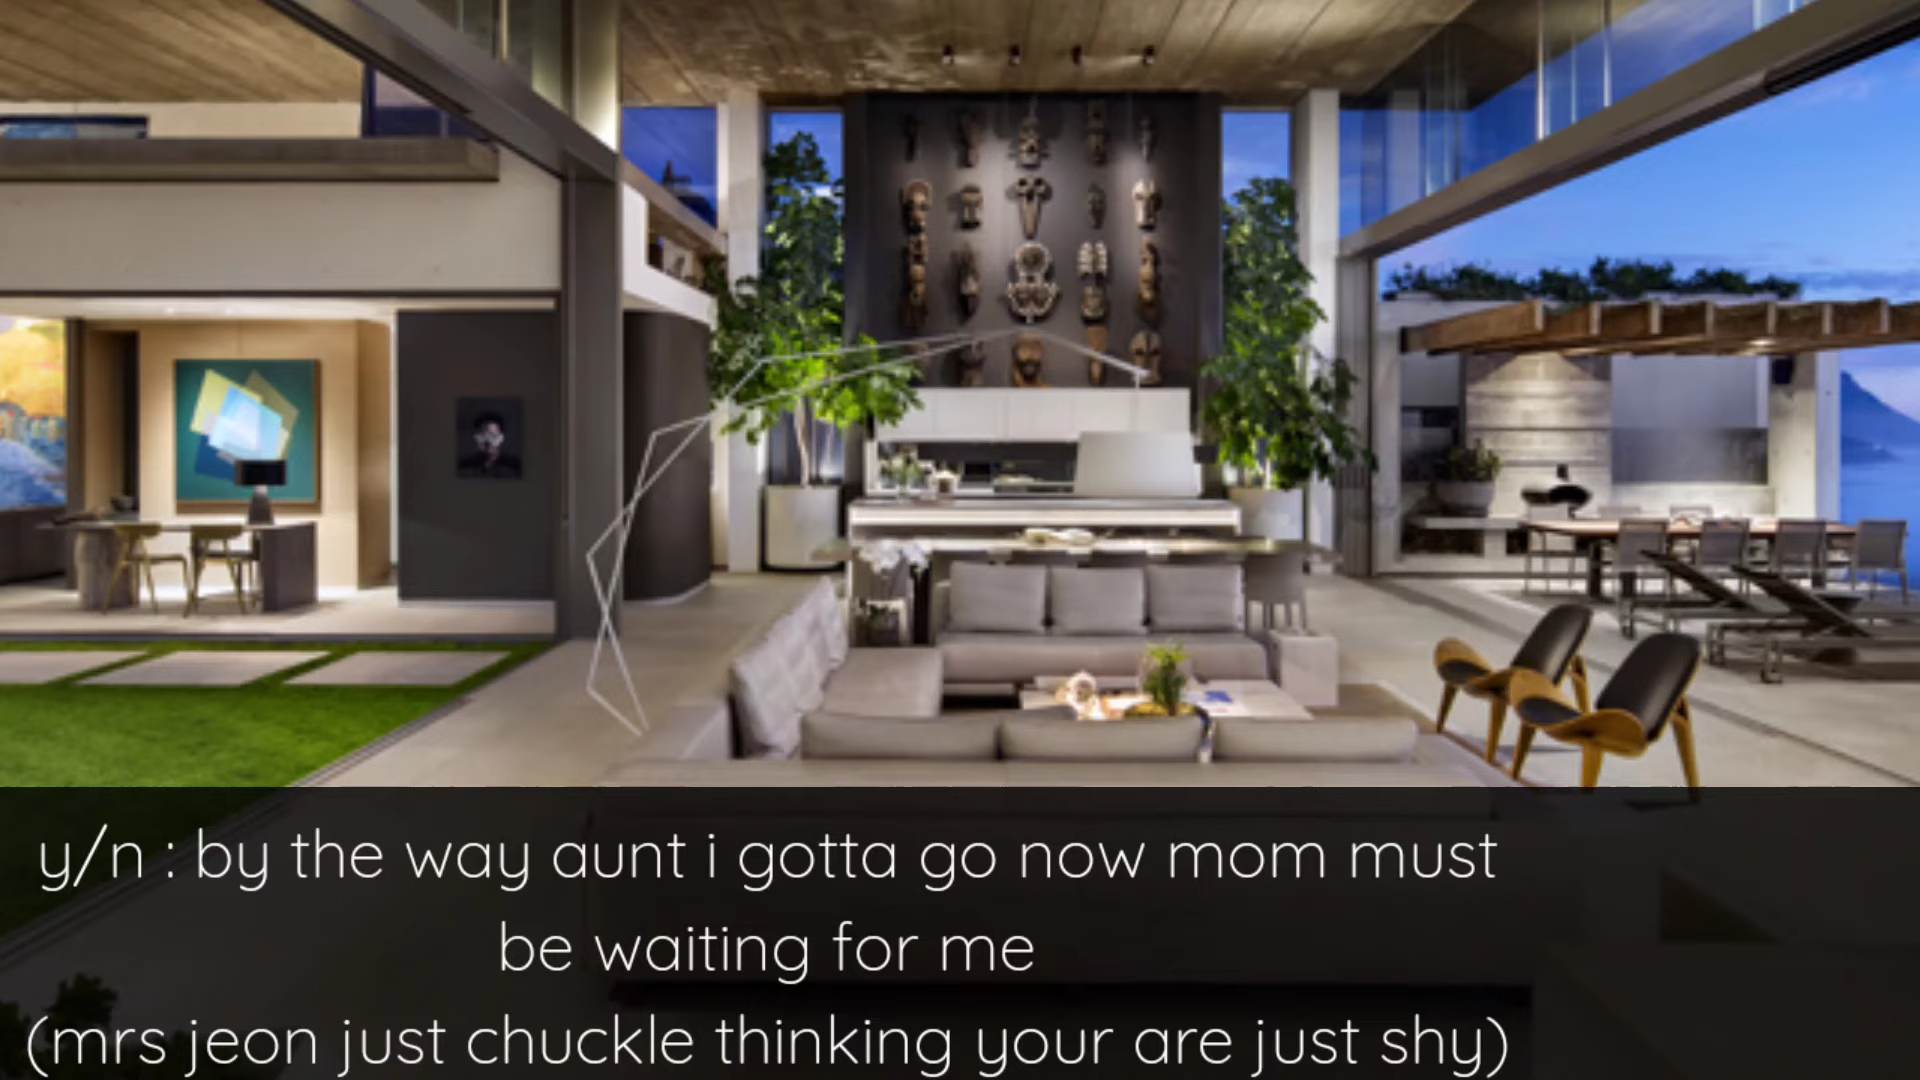 y/n : by the way aunt i gotta go now mom must
be waiting for me
(mrs jeon just chuckle thinking your are just shy)